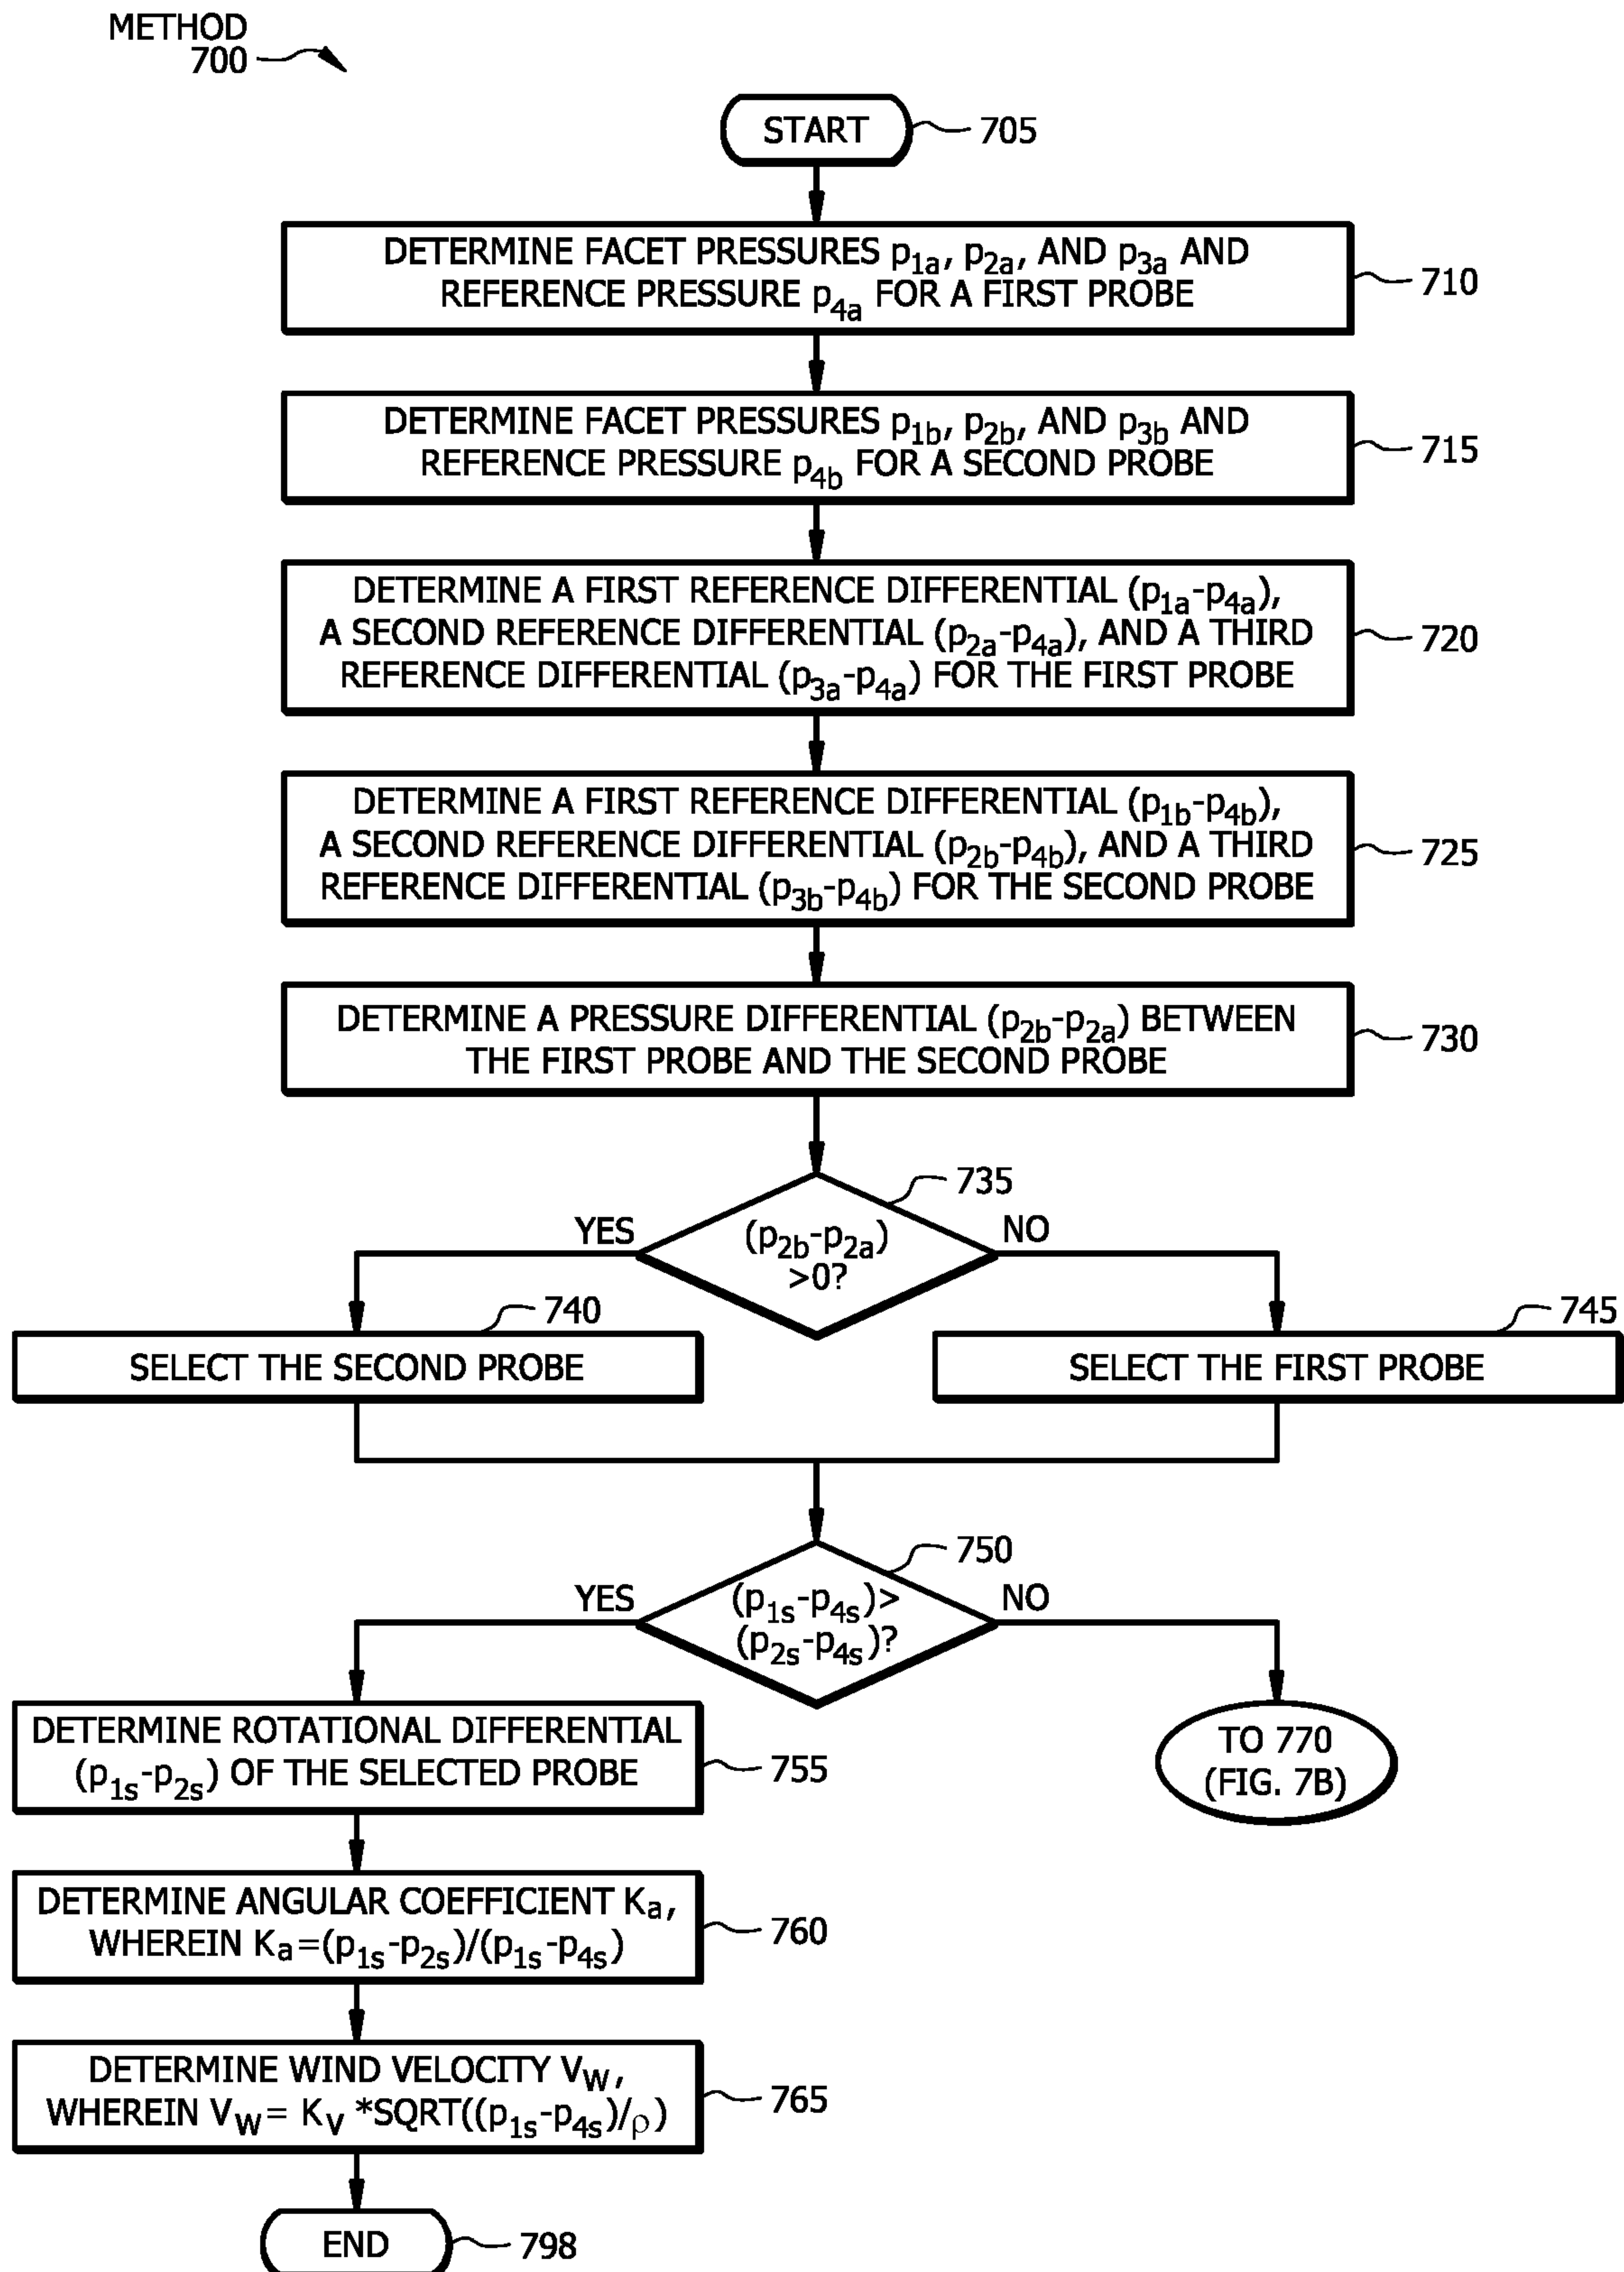 METHOD
700
START
705
DETERMINE FACET PRESSURES p1a, p2a, AND p3a AND
REFERENCE PRESSURE p4a FOR A FIRST PROBE
710
DETERMINE FACET PRESSURES p1b, p2b, AND p3b AND
REFERENCE PRESSURE p4b FOR A SECOND PROBE
715
DETERMINE A FIRST REFERENCE DIFFERENTIAL (p1a-p4a),
A SECOND REFERENCE DIFFERENTIAL (p2a-p4a), AND A THIRD
REFERENCE DIFFERENTIAL (p3a-p4a) FOR THE FIRST PROBE
720
DETERMINE A FIRST REFERENCE DIFFERENTIAL (p1b-p4b),
A SECOND REFERENCE DIFFERENTIAL (p2b-p4b), AND A THIRD
REFERENCE DIFFERENTIAL (p3b-p4b) FOR THE SECOND PROBE
725
DETERMINE A PRESSURE DIFFERENTIAL (p2b-p2a) BETWEEN
THE FIRST PROBE AND THE SECOND PROBE
730
735
YES
(p2b-p2a)
>0?
NO
740
SELECT THE SECOND PROBE
745
SELECT THE FIRST PROBE
750
YES
(p1s-p4s)>
(p2s-p4s)?
NO
DETERMINE ROTATIONAL DIFFERENTIAL
(p1s-p2s) OF THE SELECTED PROBE
755
TO 770
(FIG. 7B)
DETERMINE ANGULAR COEFFICIENT Ka,
WHEREIN Ka=(p1s-p2s)/(p1s-p4s)
760
DETERMINE WIND VELOCITY VW,
WHEREIN VW= KV *SQRT((p1s-p4s)/ρ)
765
END
798